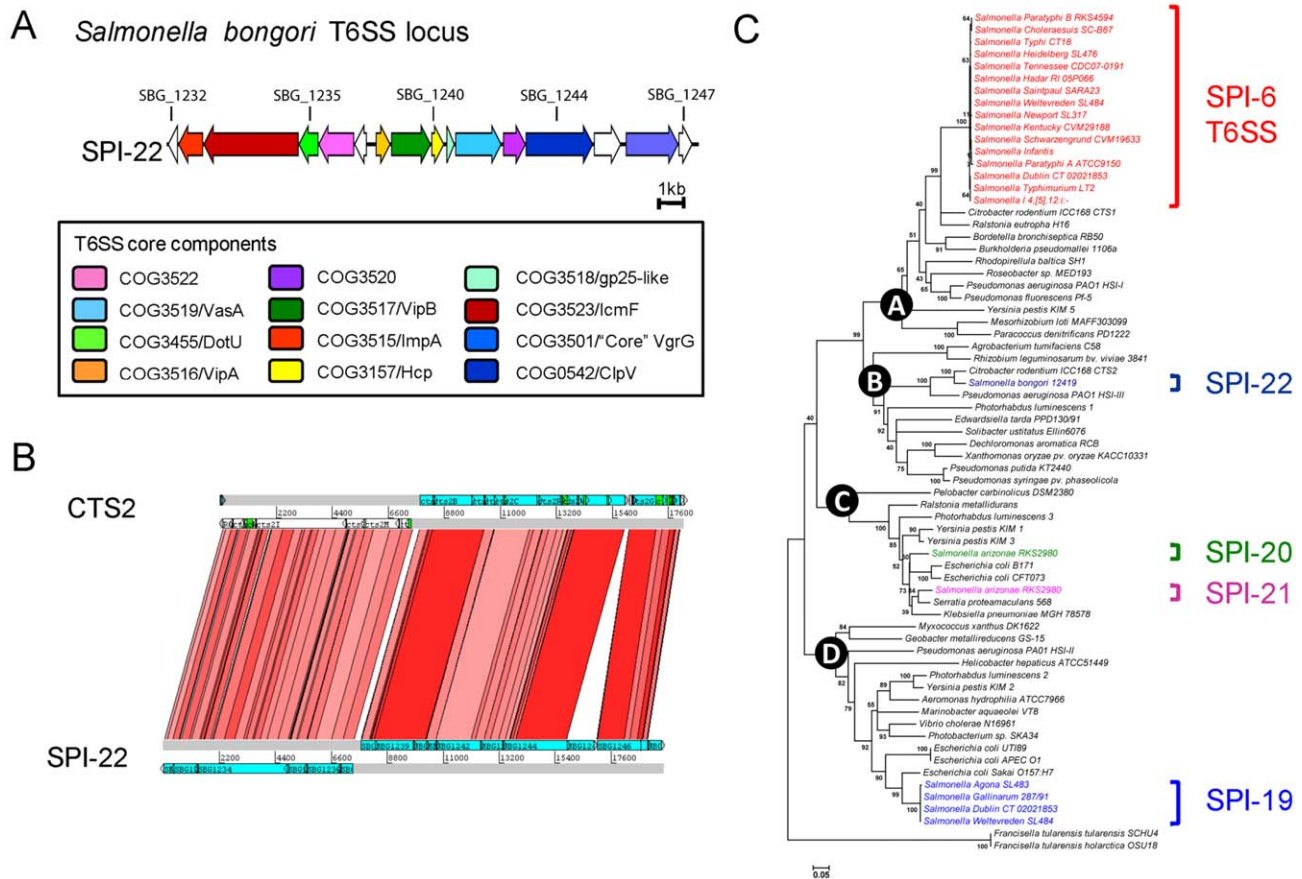 A
Salmonella bongori T6SS locus
SBG_1232
SBG_1235
SBG_1240
SBG_1244
SBG_1247
SPI-22
1kb
T6SS core components
COG3522
COG3520
COG3518/gp25-like
COG3519/VasA
COG3517/VipB
COG3523/IcmF
COG3455/DotU
COG3515/ImpA
COG3501/"Core" VgrG
COG3516/VipA
COG3157/Hcp
COG0542/ClpV
B
CTS2
2200
4400
6600
8800
11000
13200
15400
17600
SPI-22
SBG1239
SBG1242
SBG1244
SBG1246
2200
4400
6600
8800
11000
13200
15400
17600
SBG1234
C
Salmonella Paratyphi B RKS4594
Salmonella Choleraesuis SC-B67
Salmonella Typhi CT18
Salmonella Heidelberg SL476
Salmonella Tennessee CDC07-0191
Salmonella Hadar RI 05P066
Salmonella Saintpaul SARA23
Salmonella Weltevreden SL484
Salmonella Newport SL317
Salmonella Kentucky CVM29188
Salmonella Schwarzengrund CVM19633
Salmonella Infantis
Salmonella Paratyphi A ATCC9150
Salmonella Dublin CT 02021853
Salmonella Typhimurium LT2
Salmonella I 4,[5],12:i:-
SPI-6
T6SS
Citrobacter rodentium ICC168 CTS1
Ralstonia eutropha H16
Bordetella bronchiseptica RB50
Burkholderia pseudomallei 1106a
Rhodopirellula baltica SH1
Roseobacter sp. MED193
Pseudomonas aeruginosa PAO1 HSI-I
Pseudomonas fluorescens Pf-5
A
Yersinia pestis KIM 5
Mesorhizobium loti MAFF303099
Paracoccus denitrificans PD1222
Agrobacterium tumifaciens C58
Rhizobium leguminosarum bv. viviae 3841
B
Citrobacter rodentium ICC168 CTS2
Salmonella bongori 12419
SPI-22
Pseudomonas aeruginosa PAO1 HSI-III
Photorhabdus luminescens 1
Edwardsiella tarda PPD130/91
Solibacter ustitatus Ellin6076
Dechloromonas aromatica RCB
Xanthomonas oryzae pv. oryzae KACC10331
Pseudomonas putida KT2440
Pseudomonas syringae pv. phaseolicola
C
Pelobacter carbinolicus DSM2380
Ralstonia metallidurans
Photorhabdus luminescens 3
Yersinia pestis KIM 1
Yersinia pestis KIM 3
Salmonella arizonae RKS2980
SPI-20
Escherichia coli B171
Escherichia coli CFT073
Salmonella arizonae RKS2980
SPI-21
Serratia proteamaculans 568
Klebsiella pneumoniae MGH 78578
Myxococcus xanthus DK1622
Geobacter metallireducens GS-15
D
Pseudomonas aeruginosa PA01 HSI-II
Helicobacter hepaticus ATCC51449
Photorhabdus luminescens 2
Yersinia pestis KIM 2
Aeromonas hydrophilia ATCC7966
Marinobacter aquaeolei VT8
Vibrio cholerae N16961
Photobacterium sp. SKA34
Escherichia coli UTI89
Escherichia coli APEC O1
Escherichia coli Sakai O157:H7
Salmonella Agona SL483
Salmonella Gallinarum 287/91
Salmonella Dublin CT 02021853
Salmonella Weltevreden SL484
SPI-19
Francisella tularensis tularensis SCHU4
Francisella tularensis holarctica OSU18
0.05